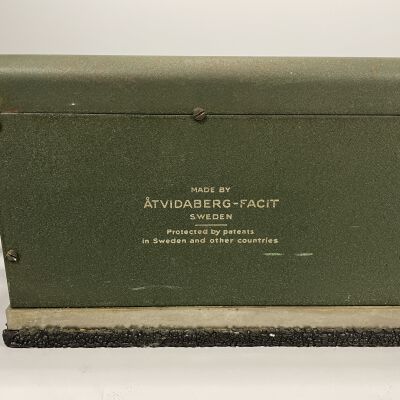 MADE BY
ÅTVIDABERG-FACIT
SWEDEN
Protected by patents
in Sweden and other countries